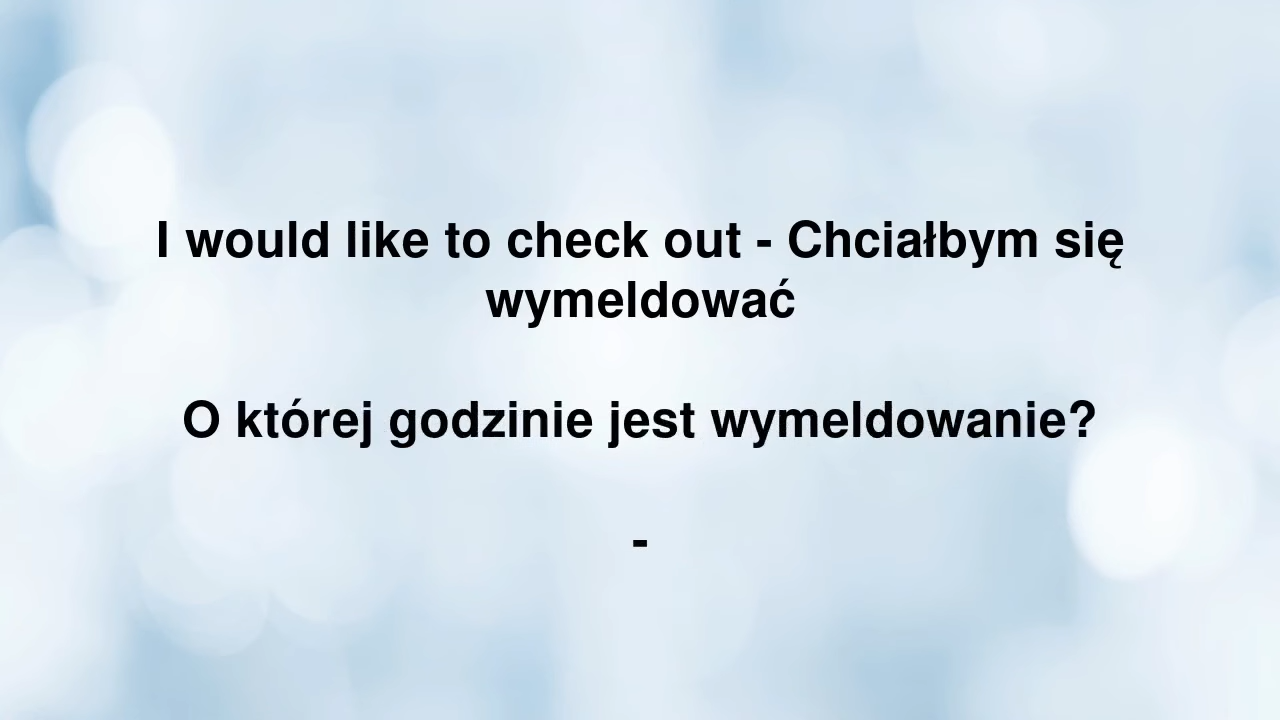 I would like to check out - Chciałbym się
wymeldować
O której godzinie jest wymeldowanie?
-